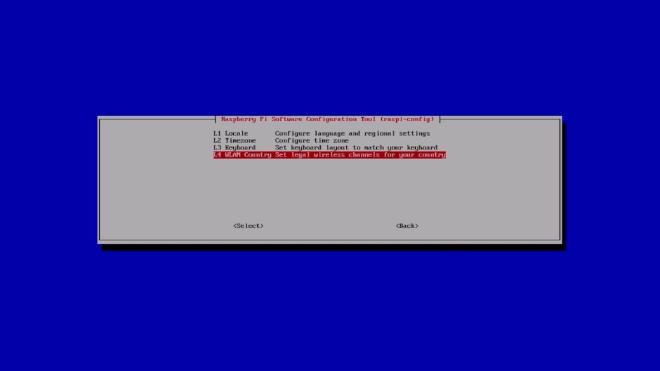 Raspberry Pi Software Configuration Tool (raspi-config)
L1 Locale Configure language and regional settings
L2 Timezone Configure time zone
L3 Keyboard Set keyboard layout to match your keyboard
L4 WLAN Country Set legal wireless channels for your country
<Select> <Back>